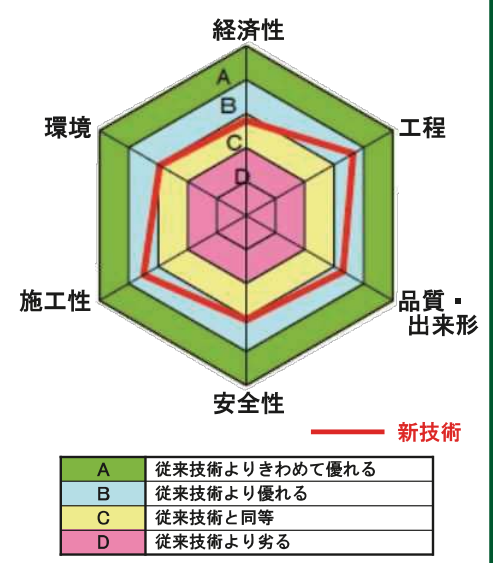 経済性
A
B
環境
工程
C
D
施工性
品質・
出来形
安全性
新技術
A 従来技術よりきわめて優れる
B 従来技術より優れる
C 従来技術と同等
D 従来技術より劣る